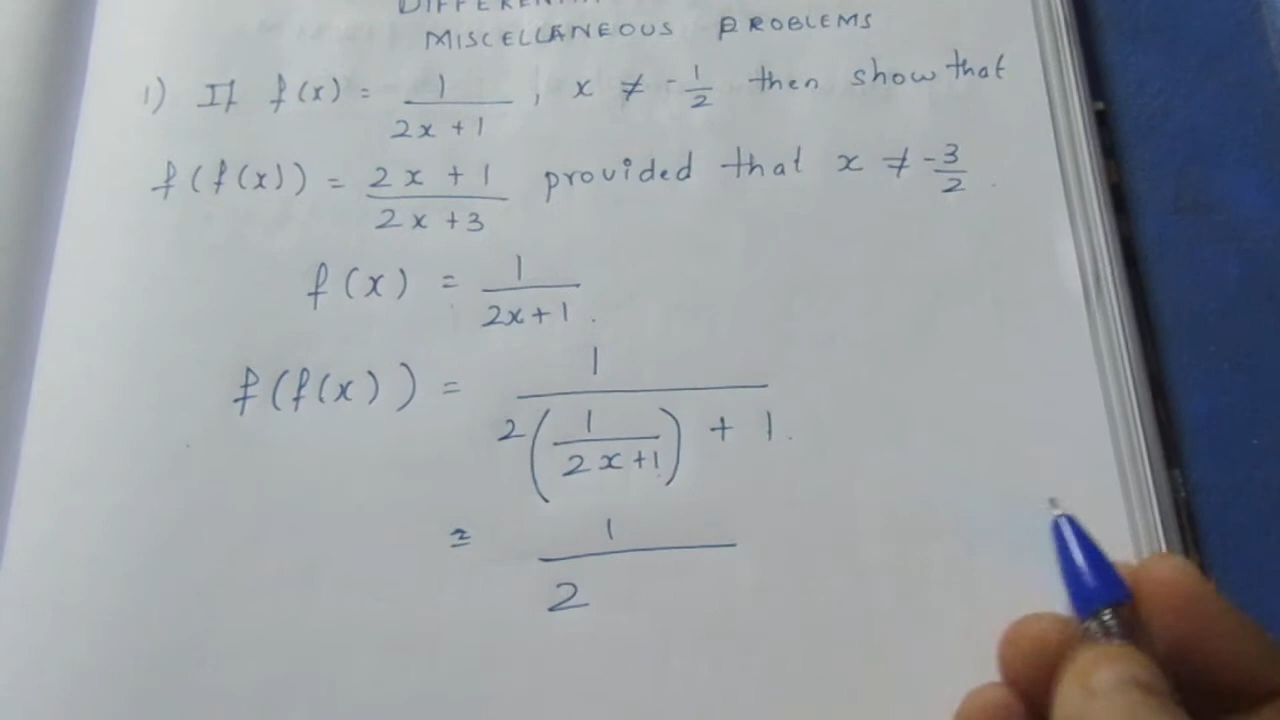 MISCELLANEOUS PROBLEMS
1) If f(x) = 1/(2x+1), x ≠ -1/2 then show that
f(f(x)) = (2x+1)/(2x+3) provided that x ≠ -3/2.
f(x) = 1/(2x+1).
f(f(x)) = 1/(2(1/(2x+1)) + 1).
= 1/2